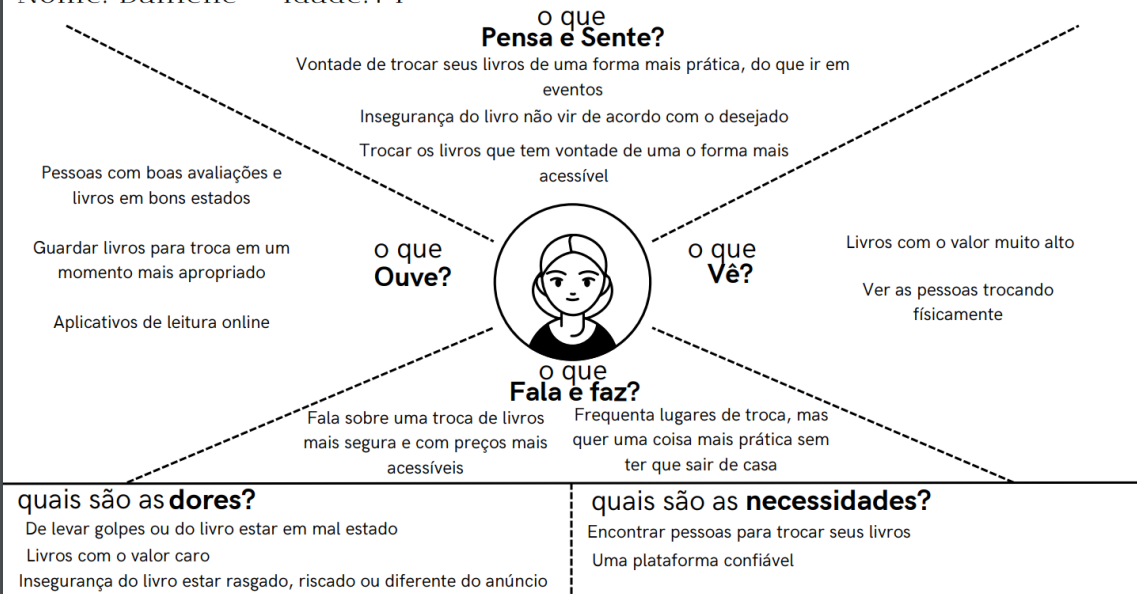 o que
Pensa e Sente?
Vontade de trocar seus livros de uma forma mais prática, do que ir em
eventos
Insegurança do livro não vir de acordo com o desejado
Trocar os livros que tem vontade de uma o forma mais
acessível
Pessoas com boas avaliações e
livros em bons estados
Guardar livros para troca em um
momento mais apropriado
Aplicativos de leitura online
o que
Ouve?
o que
Vê?
Livros com o valor muito alto
Ver as pessoas trocando
físicamente
o que
Fala e faz?
Fala sobre uma troca de livros
mais segura e com preços mais
acessíveis
Frequenta lugares de troca, mas
quer uma coisa mais prática sem
ter que sair de casa
quais são as dores?
De levar golpes ou do livro estar em mal estado
Livros com o valor caro
Insegurança do livro estar rasgado, riscado ou diferente do anúncio
quais são as necessidades?
Encontrar pessoas para trocar seus livros
Uma plataforma confiável